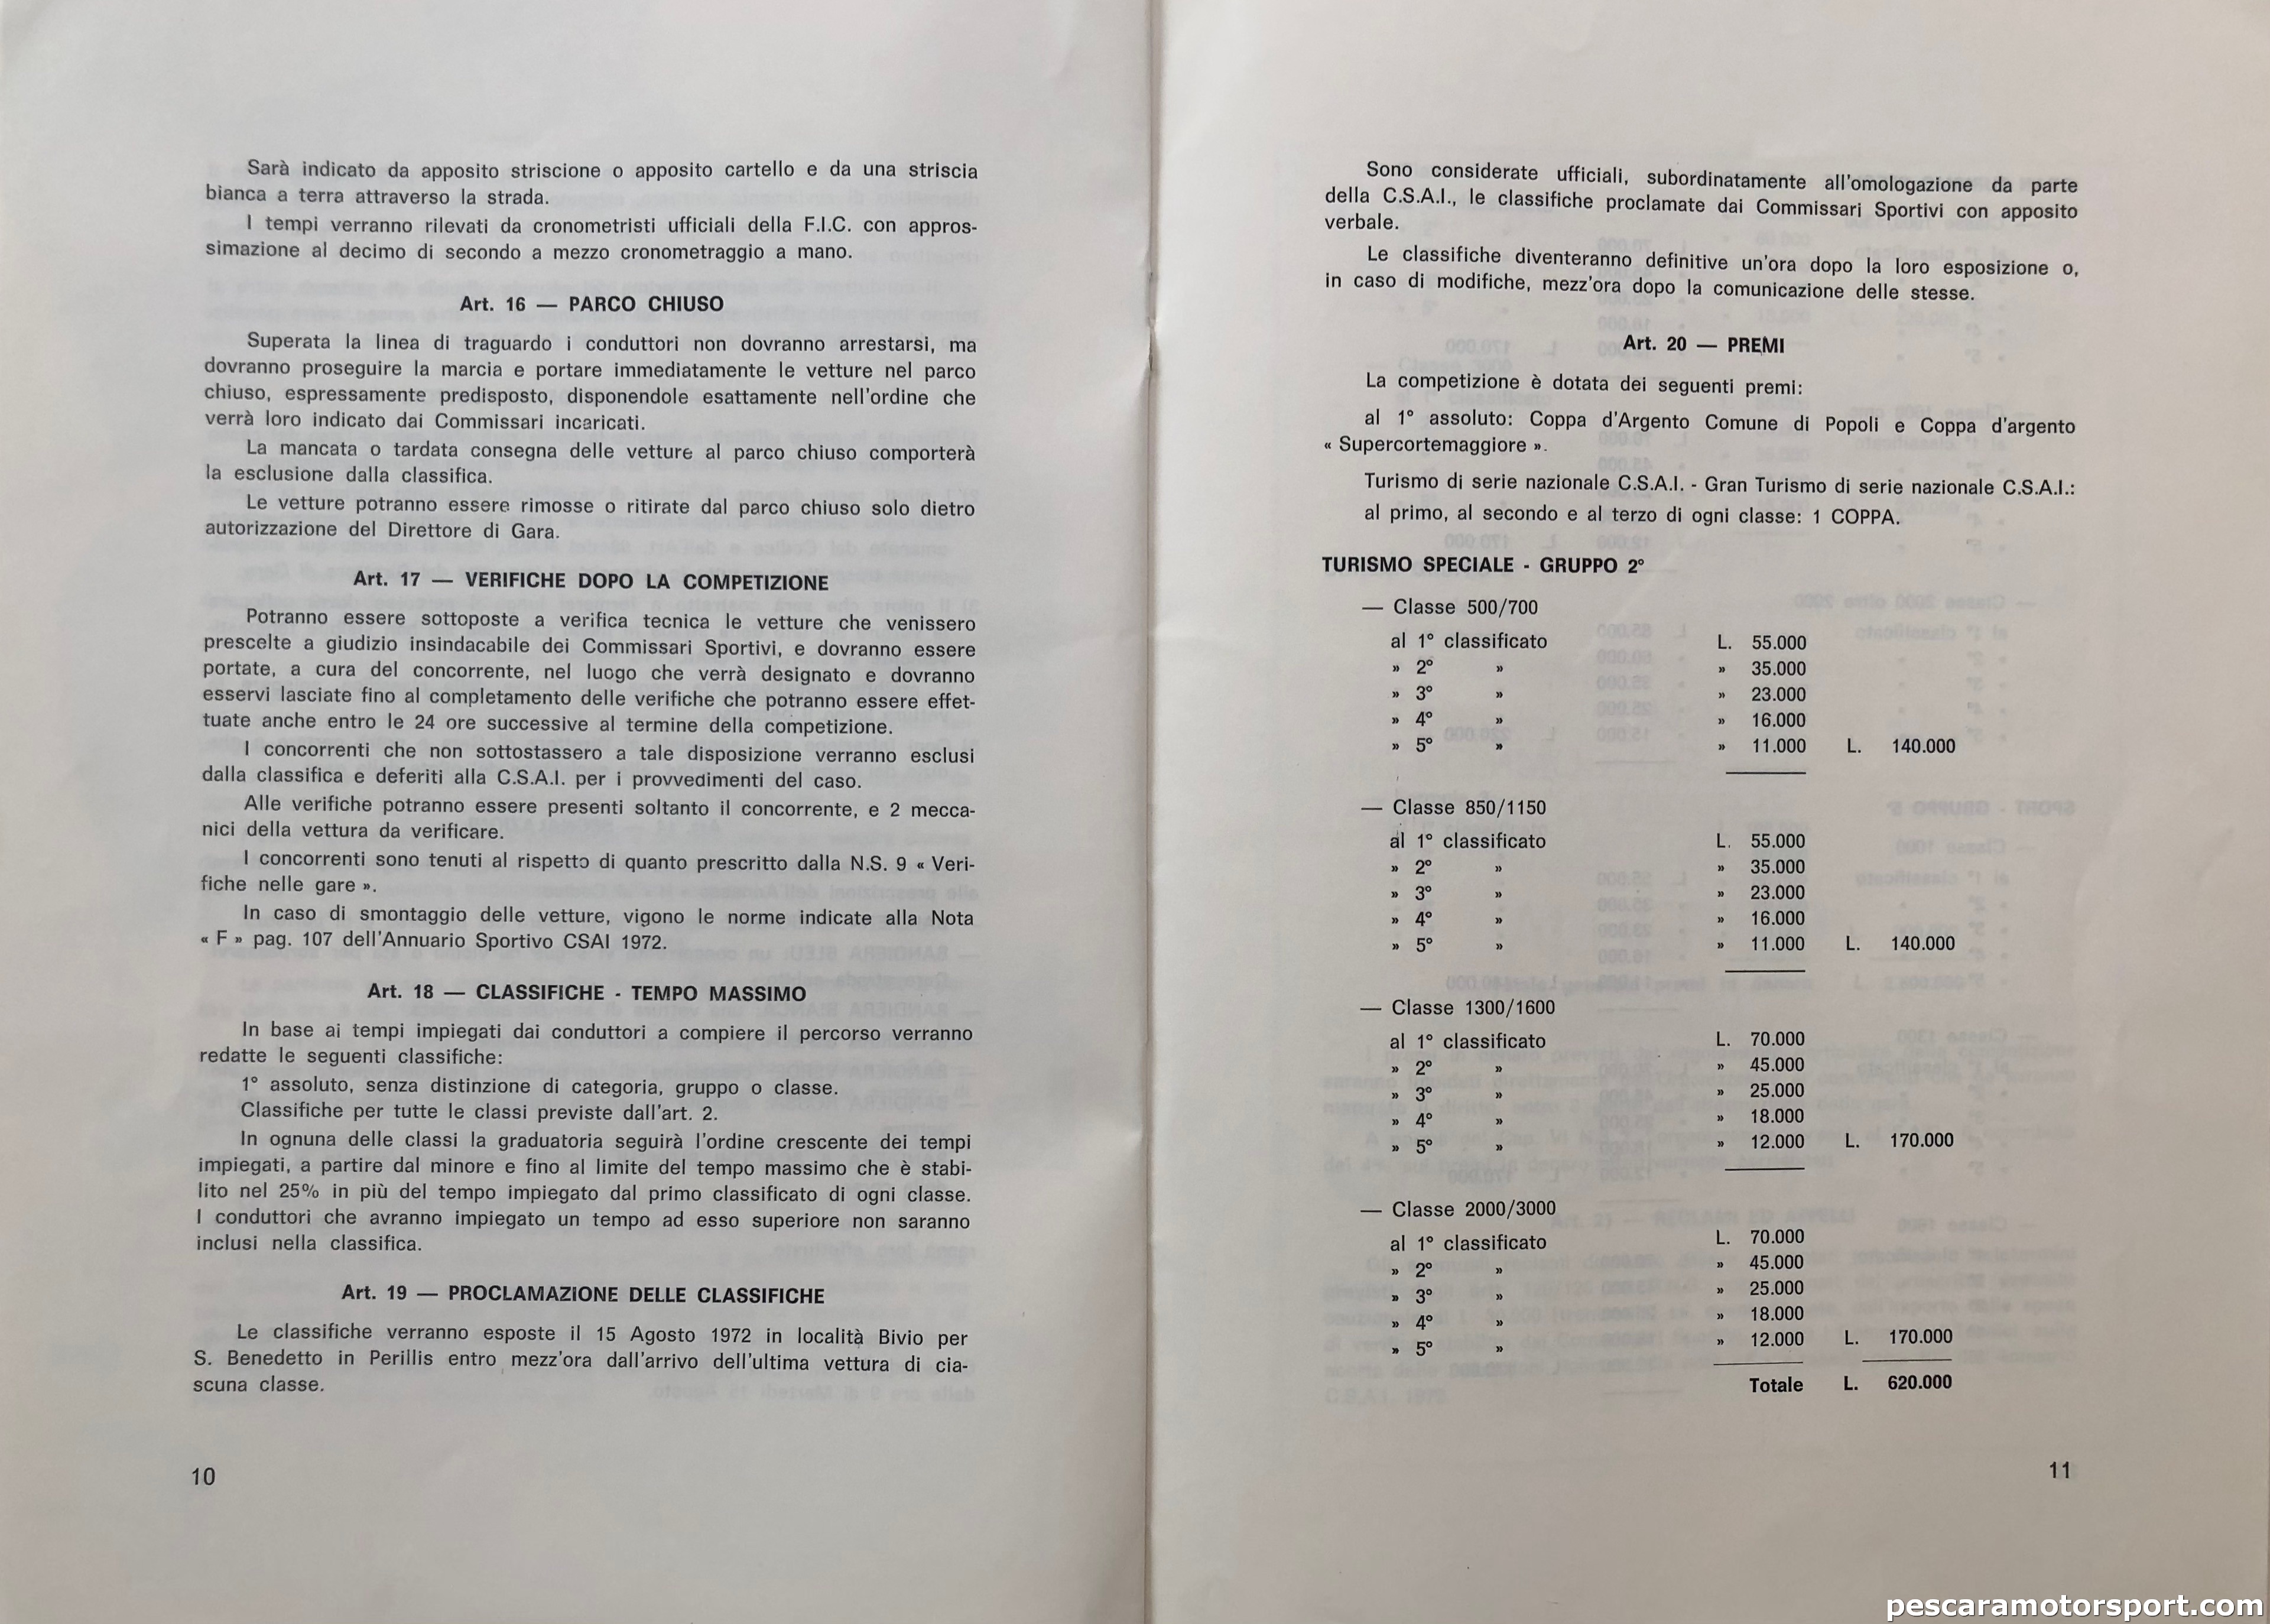 Sarà indicato da apposito striscione o apposito cartello e da una striscia
bianca a terra attraverso la strada.
I tempi verranno rilevati da cronometristi ufficiali della F.I.C. con appros-
simazione al decimo di secondo a mezzo cronometraggio a mano.
Art. 16 — PARCO CHIUSO
Superata la linea di traguardo i conduttori non dovranno arrestarsi, ma
dovranno proseguire la marcia e portare immediatamente le vetture nel parco
chiuso, espressamente predisposto, disponendole esattamente nell'ordine che
verrà loro indicato dai Commissari incaricati.
La mancata o tardata consegna delle vetture al parco chiuso comporterà
la esclusione dalla classifica.
Le vetture potranno essere rimosse o ritirate dal parco chiuso solo dietro
autorizzazione del Direttore di Gara.
Art. 17 — VERIFICHE DOPO LA COMPETIZIONE
Potranno essere sottoposte a verifica tecnica le vetture che venissero
prescelte a giudizio insindacabile dei Commissari Sportivi, e dovranno essere
portate, a cura del concorrente, nel luogo che verrà designato e dovranno
esservi lasciate fino al completamento delle verifiche che potranno essere effet-
tuate anche entro le 24 ore successive al termine della competizione.
I concorrenti che non sottostassero a tale disposizione verranno esclusi
dalla classifica e deferiti alla C.S.A.I. per i provvedimenti del caso.
Alle verifiche potranno essere presenti soltanto il concorrente, e 2 mecca-
nici della vettura da verificare.
I concorrenti sono tenuti al rispetto di quanto prescritto dalla N.S. 9 « Veri-
fiche nelle gare ».
In caso di smontaggio delle vetture, vigono le norme indicate alla Nota
« F » pag. 107 dell'Annuario Sportivo CSAI 1972.
Art. 18 — CLASSIFICHE - TEMPO MASSIMO
In base ai tempi impiegati dai conduttori a compiere il percorso verranno
redatte le seguenti classifiche:
1° assoluto, senza distinzione di categoria, gruppo o classe.
Classifiche per tutte le classi previste dall'art. 2.
In ognuna delle classi la graduatoria seguirà l'ordine crescente dei tempi
impiegati, a partire dal minore e fino al limite del tempo massimo che è stabi-
lito nel 25% in più del tempo impiegato dal primo classificato di ogni classe.
I conduttori che avranno impiegato un tempo ad esso superiore non saranno
inclusi nella classifica.
Art. 19 — PROCLAMAZIONE DELLE CLASSIFICHE
Le classifiche verranno esposte il 15 Agosto 1972 in località Bivio per
S. Benedetto in Perillis entro mezz'ora dall'arrivo dell'ultima vettura di cia-
scuna classe.
10
Sono considerate ufficiali, subordinatamente all'omologazione da parte
della C.S.A.I., le classifiche proclamate dai Commissari Sportivi con apposito
verbale.
Le classifiche diventeranno definitive un'ora dopo la loro esposizione o,
in caso di modifiche, mezz'ora dopo la comunicazione delle stesse.
Art. 20 — PREMI
La competizione è dotata dei seguenti premi:
al 1° assoluto: Coppa d'Argento Comune di Popoli e Coppa d'argento
« Supercortemaggiore ».
Turismo di serie nazionale C.S.A.I. - Gran Turismo di serie nazionale C.S.A.I.:
al primo, al secondo e al terzo di ogni classe: 1 COPPA.
TURISMO SPECIALE - GRUPPO 2°
— Classe 500/700
al 1° classificato L. 55.000
» 2° » » 35.000
» 3° » » 23.000
» 4° » » 16.000
» 5° » » 11.000 L. 140.000
— Classe 850/1150
al 1° classificato L. 55.000
» 2° » » 35.000
» 3° » » 23.000
» 4° » » 16.000
» 5° » » 11.000 L. 140.000
— Classe 1300/1600
al 1° classificato L. 70.000
» 2° » » 45.000
» 3° » » 25.000
» 4° » » 18.000
» 5° » » 12.000 L. 170.000
— Classe 2000/3000
al 1° classificato L. 70.000
» 2° » » 45.000
» 3° » » 25.000
» 4° » » 18.000
» 5° » » 12.000 L. 170.000
Totale L. 620.000
11
pescaramotorsport.com